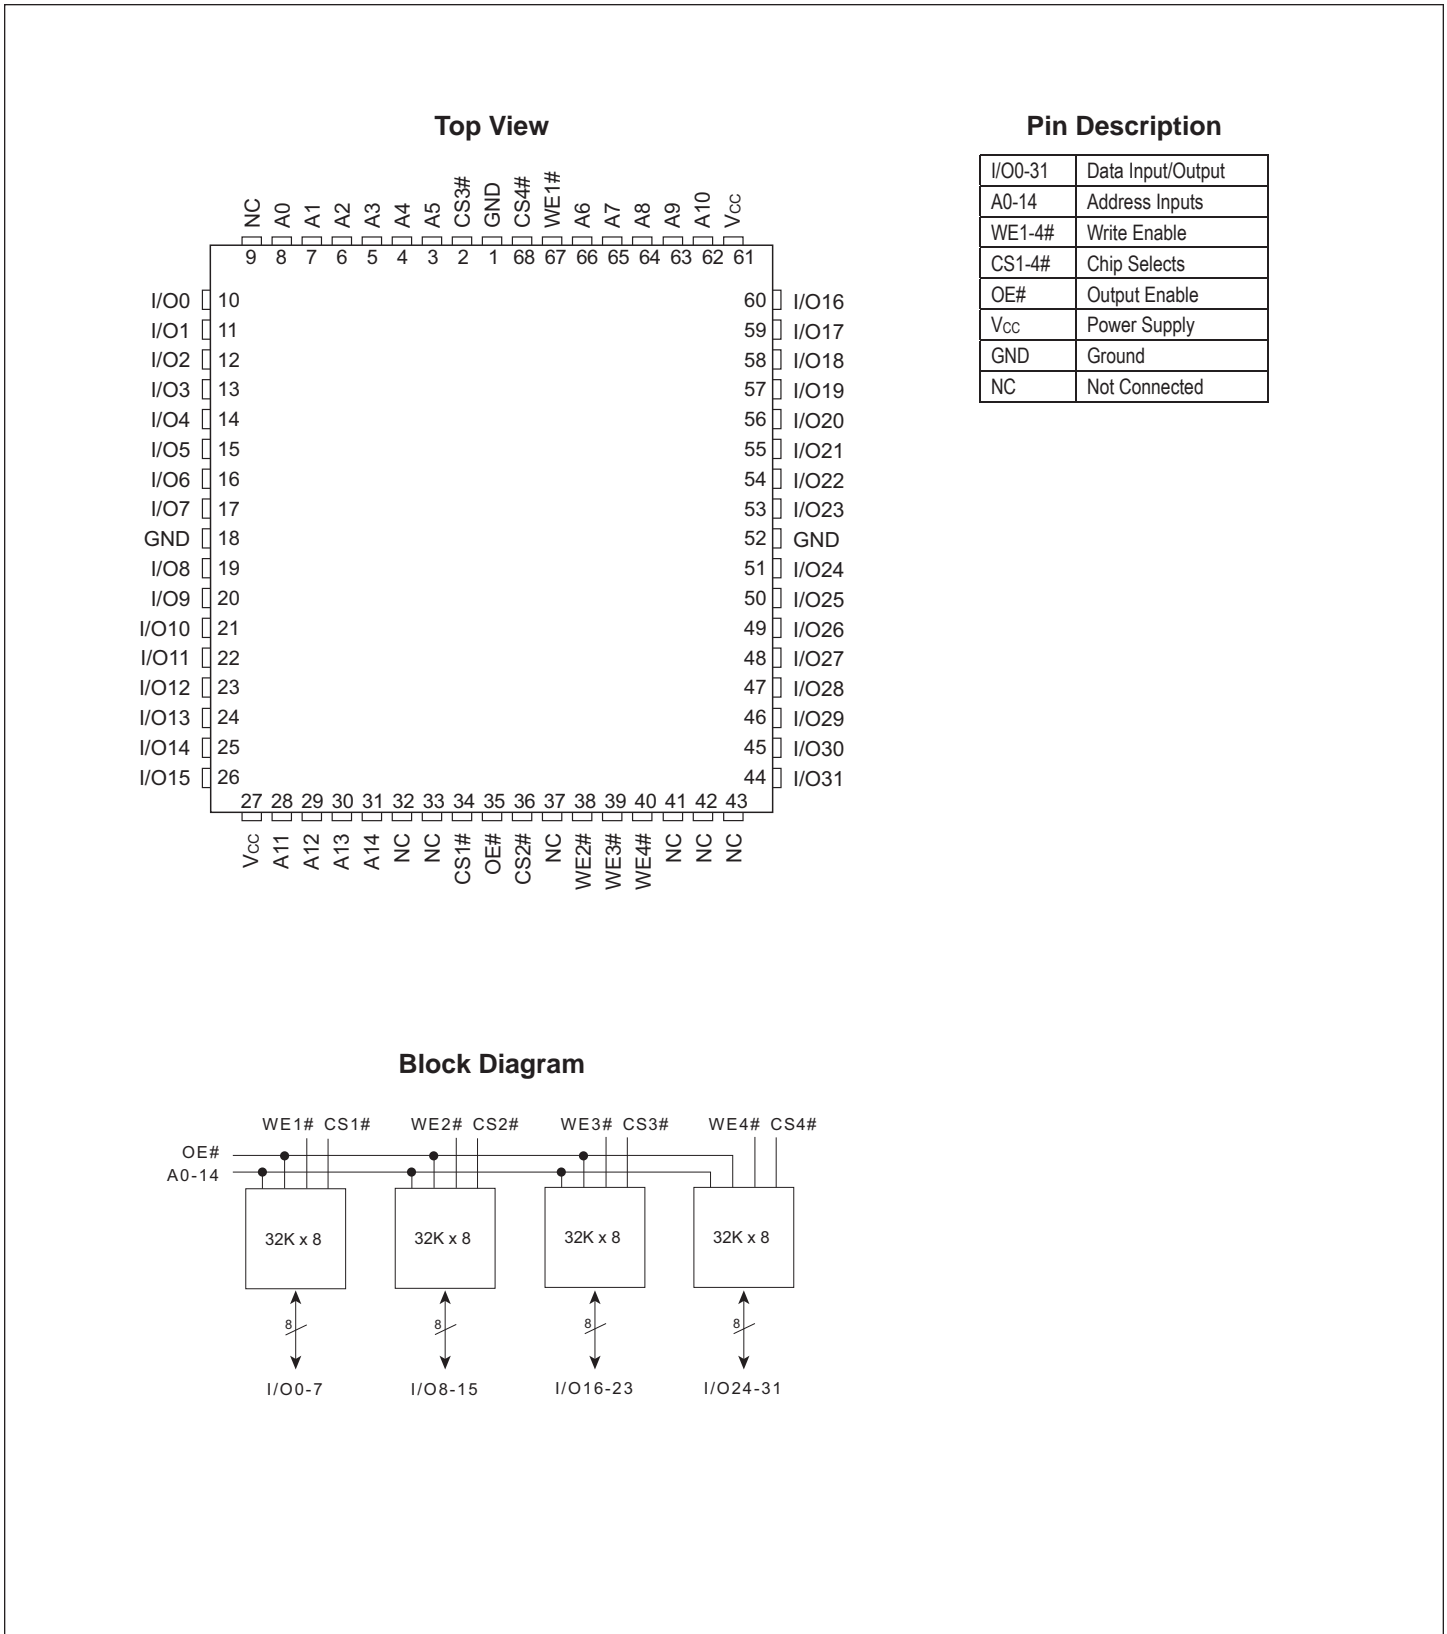 Top View
NC A0 A1 A2 A3 A4 A5 CS3# GND CS4# WE1# A6 A7 A8 A9 A10 Vcc
9 8 7 6 5 4 3 2 1 68 67 66 65 64 63 62 61
I/O0 10 60 I/O16
I/O1 11 59 I/O17
I/O2 12 58 I/O18
I/O3 13 57 I/O19
I/O4 14 56 I/O20
I/O5 15 55 I/O21
I/O6 16 54 I/O22
I/O7 17 53 I/O23
GND 18 52 GND
I/O8 19 51 I/O24
I/O9 20 50 I/O25
I/O10 21 49 I/O26
I/O11 22 48 I/O27
I/O12 23 47 I/O28
I/O13 24 46 I/O29
I/O14 25 45 I/O30
I/O15 26 44 I/O31
27 28 29 30 31 32 33 34 35 36 37 38 39 40 41 42 43
Vcc A11 A12 A13 A14 NC NC CS1# OE# CS2# NC WE2# WE3# WE4# NC NC NC
Pin Description
I/O0-31 Data Input/Output
A0-14 Address Inputs
WE1-4# Write Enable
CS1-4# Chip Selects
OE# Output Enable
Vcc Power Supply
GND Ground
NC Not Connected
Block Diagram
WE1# CS1# WE2# CS2# WE3# CS3# WE4# CS4#
OE#
A0-14
32K x 8 32K x 8 32K x 8 32K x 8
8 8 8 8
I/O0-7 I/O8-15 I/O16-23 I/O24-31